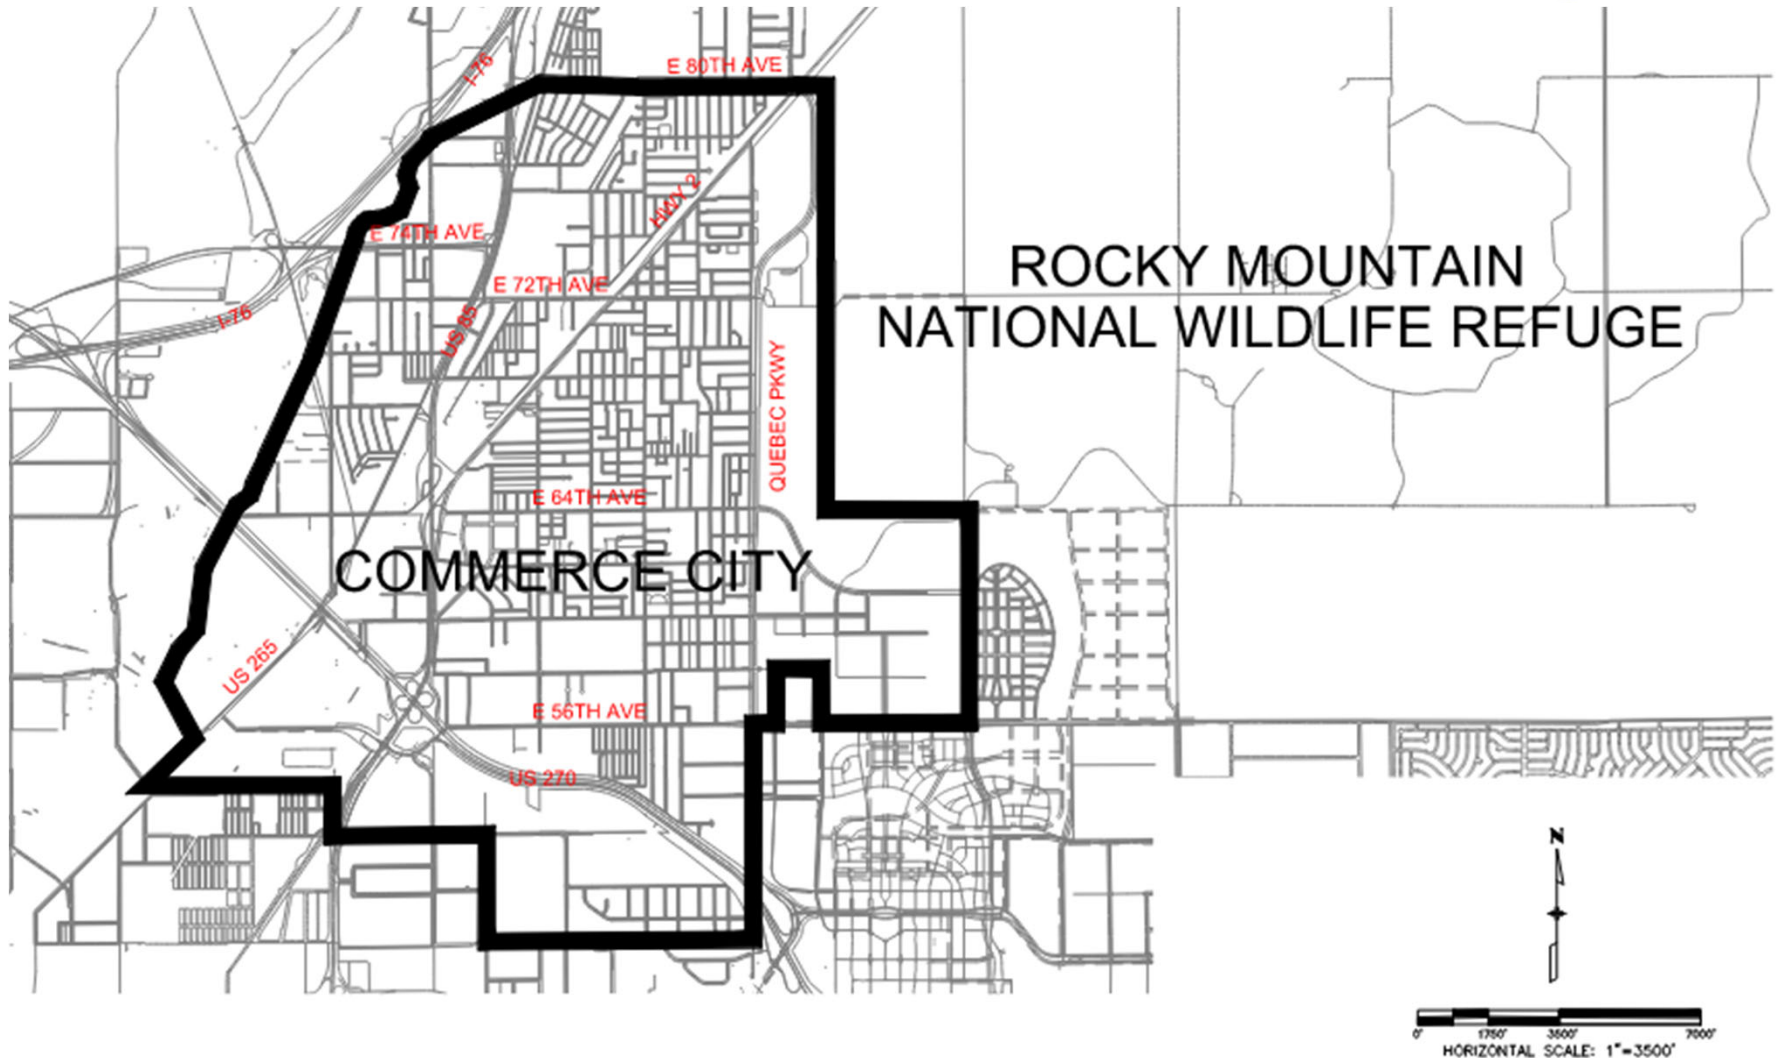 E 80TH AVE
I-76
HWY 2
E 74TH AVE
ROCKY MOUNTAIN
NATIONAL WILDLIFE REFUGE
E 72TH AVE
I-76
US 85
QUEBEC PKWY
E 64TH AVE
COMMERCE CITY
US 265
E 56TH AVE
US 270
N
0' 1750' 3500' 7000'
HORIZONTAL SCALE: 1"=3500'